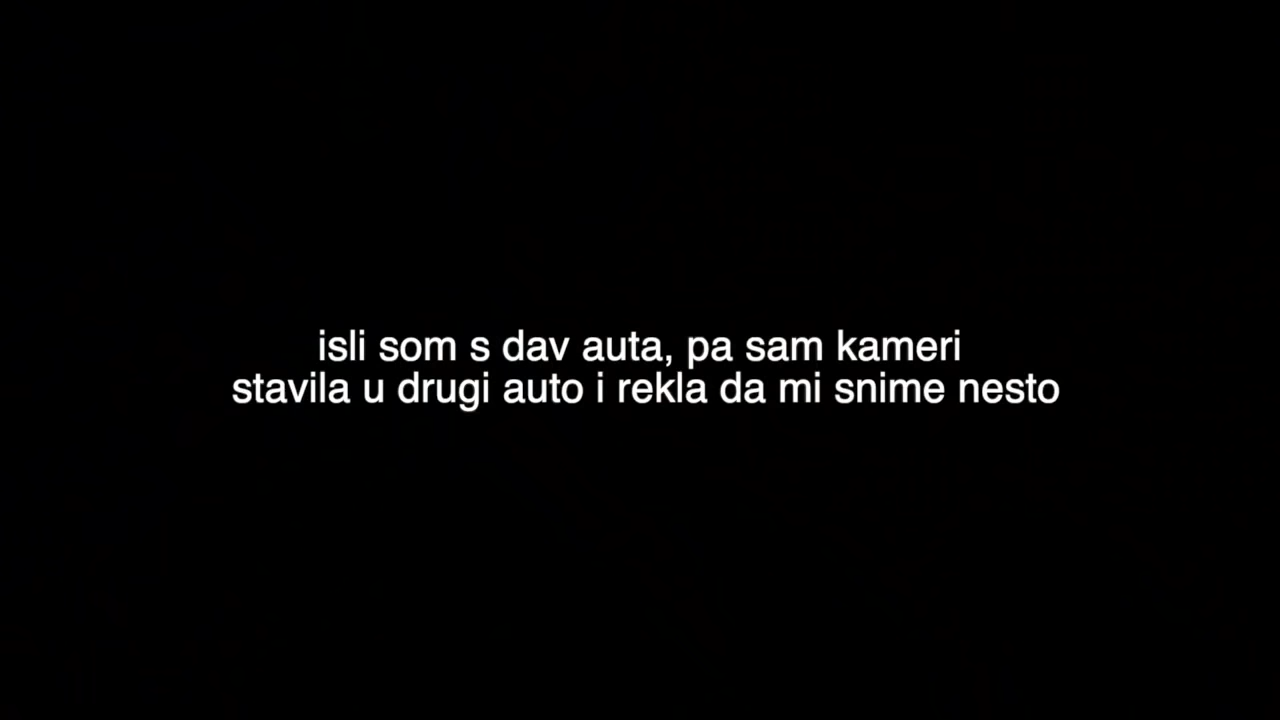 isli som s dav auta, pa sam kameri
stavila u drugi auto i rekla da mi snime nesto